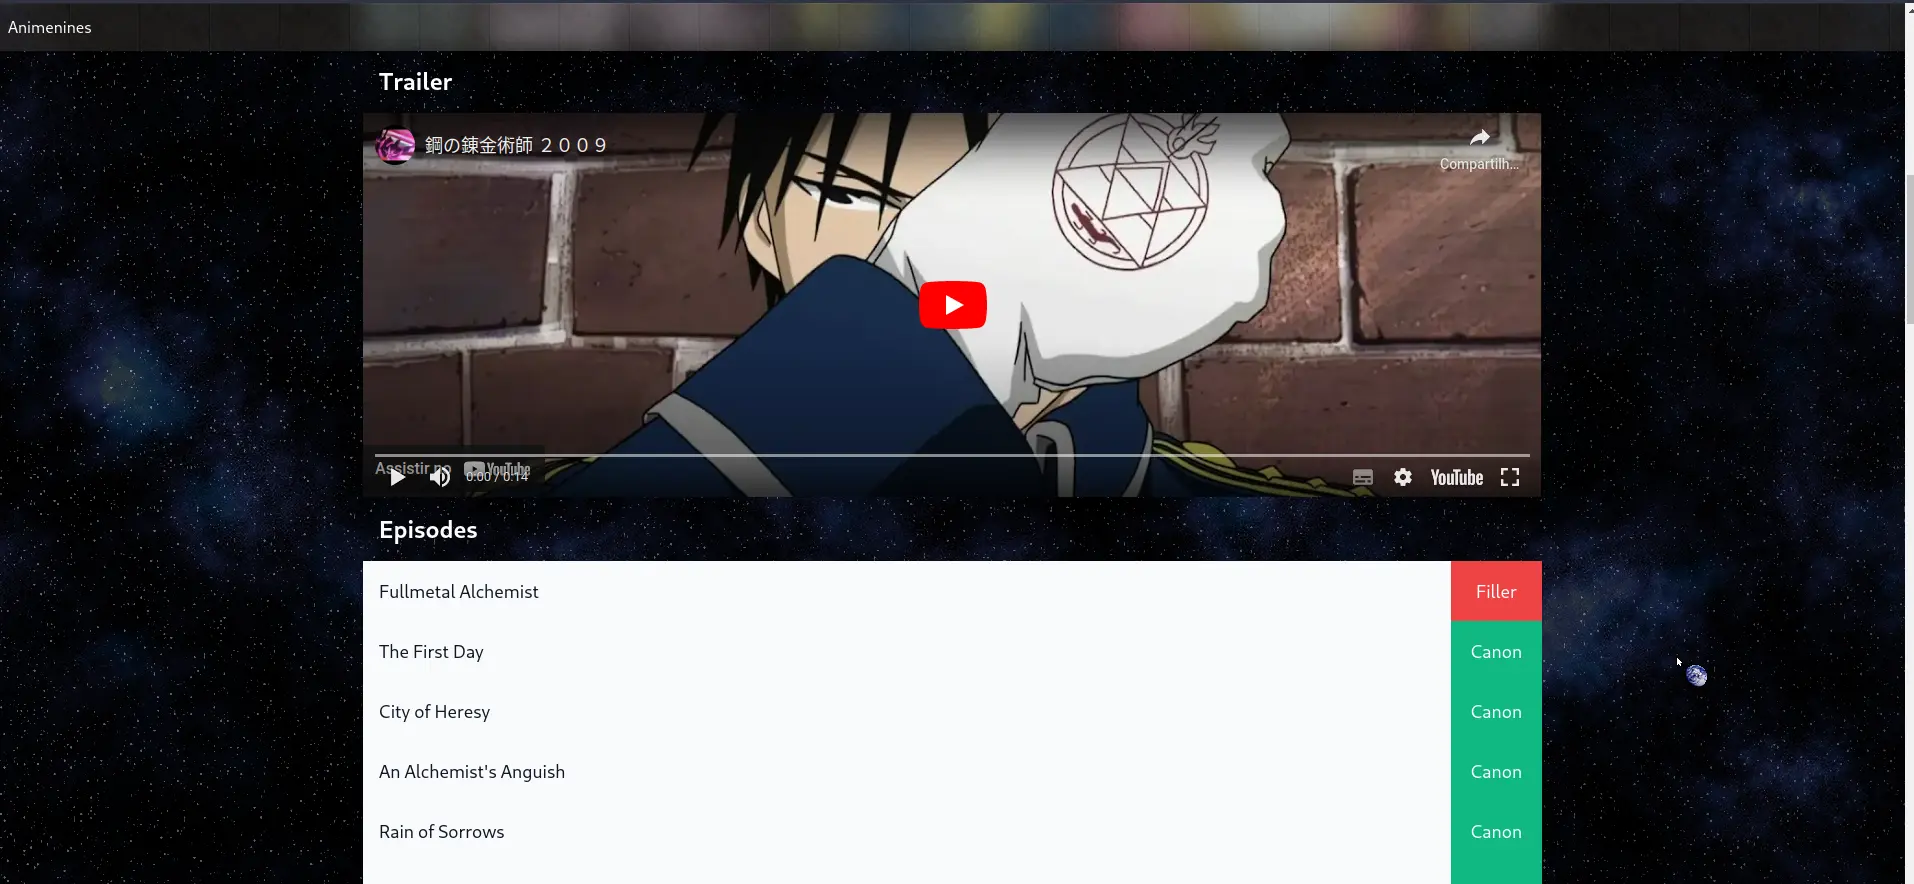 Animenines
Trailer
鋼の錬金術師 ２００９
Compartilh...
Assistir no YouTube
0:00 / 0:14
YouTube
Episodes
Fullmetal Alchemist Filler
The First Day Canon
City of Heresy Canon
An Alchemist's Anguish Canon
Rain of Sorrows Canon